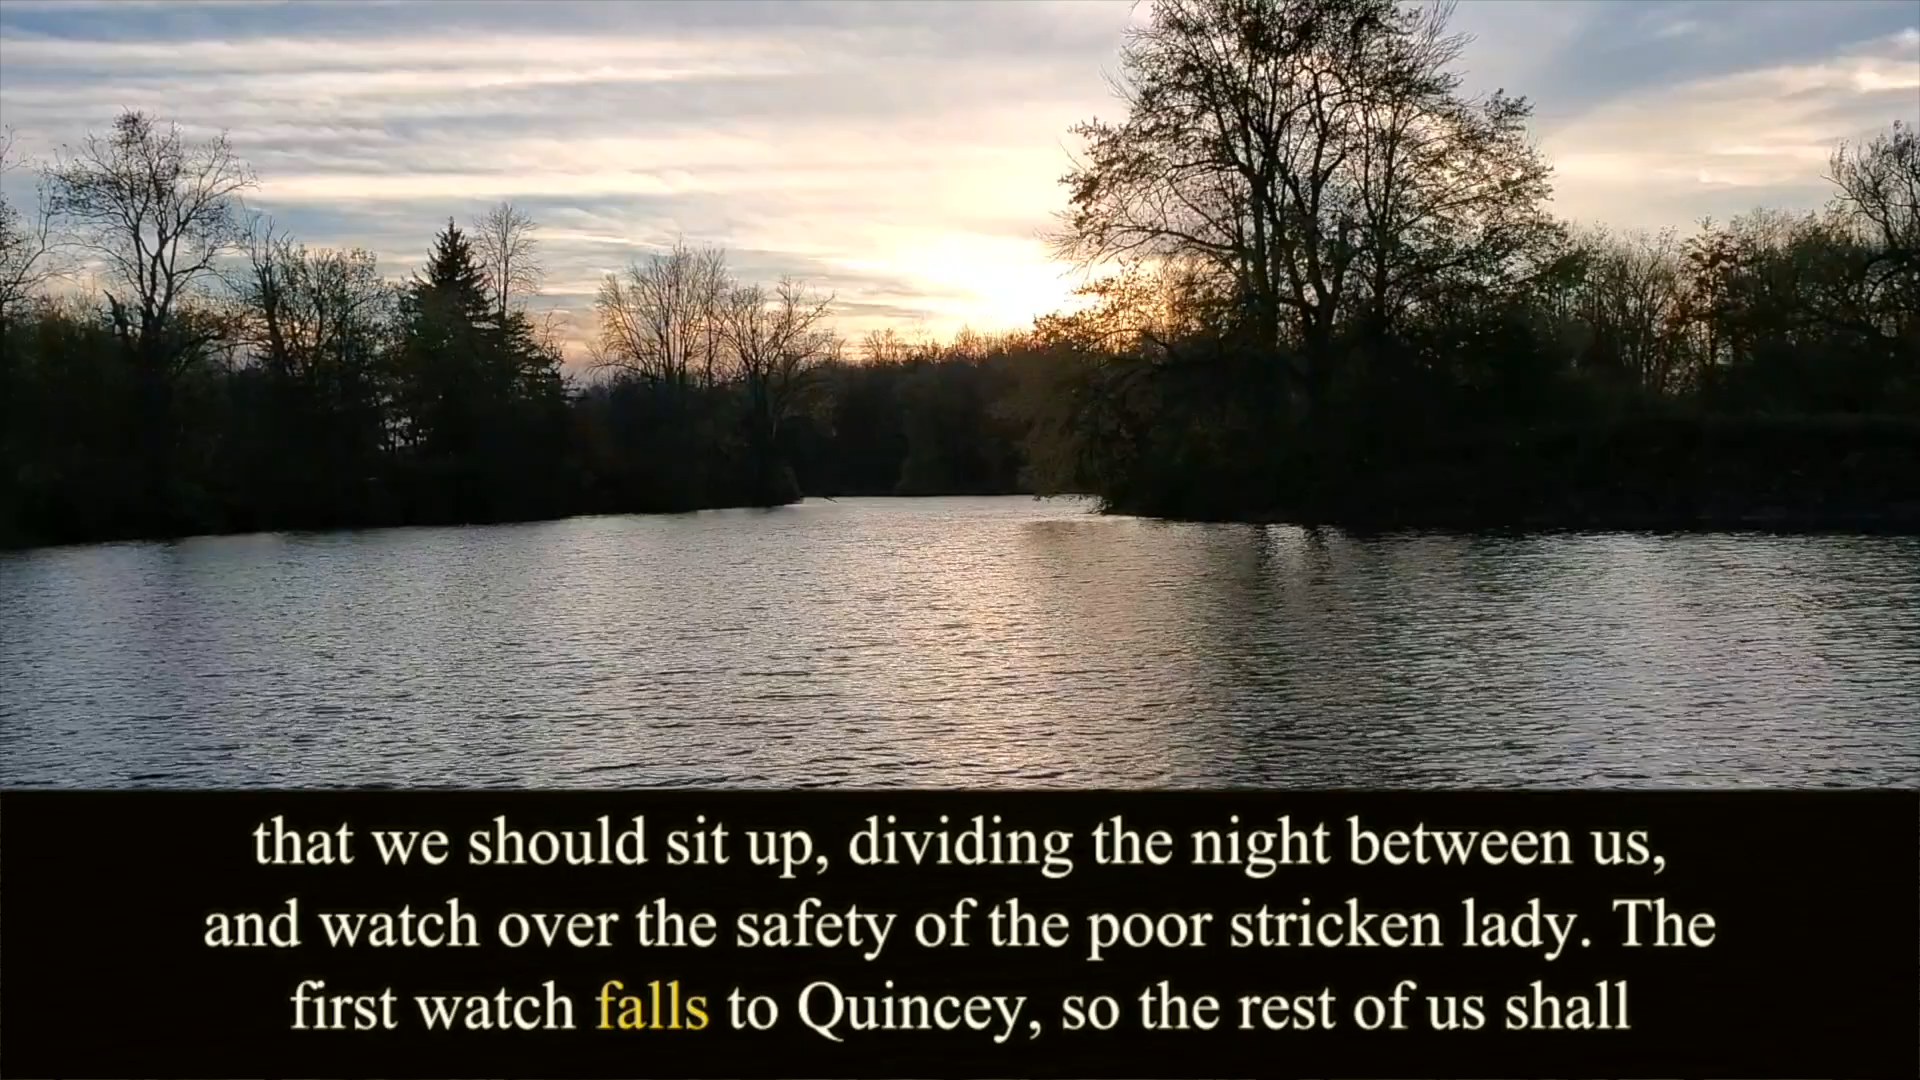 that we should sit up, dividing the night between us,
and watch over the safety of the poor stricken lady. The
first watch falls to Quincey, so the rest of us shall